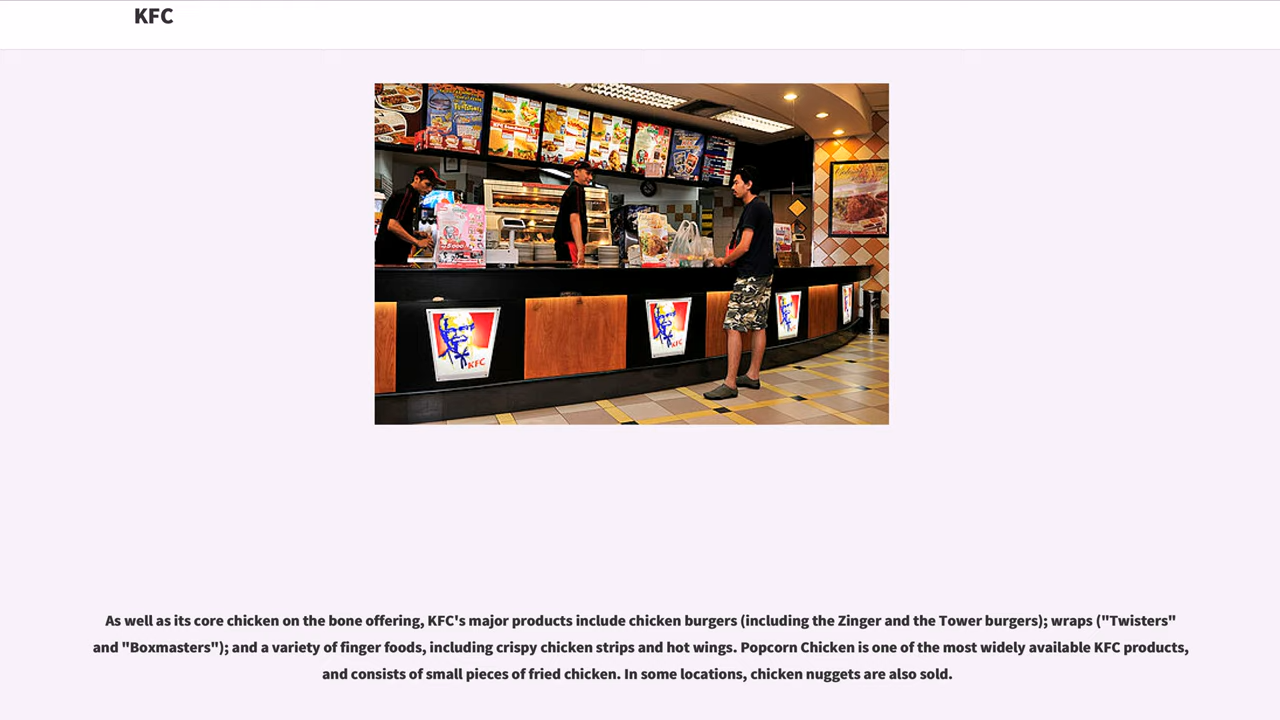 KFC
KFC
KFC
As well as its core chicken on the bone offering, KFC's major products include chicken burgers (including the Zinger and the Tower burgers); wraps ("Twisters"
and "Boxmasters"); and a variety of finger foods, including crispy chicken strips and hot wings. Popcorn Chicken is one of the most widely available KFC products,
and consists of small pieces of fried chicken. In some locations, chicken nuggets are also sold.